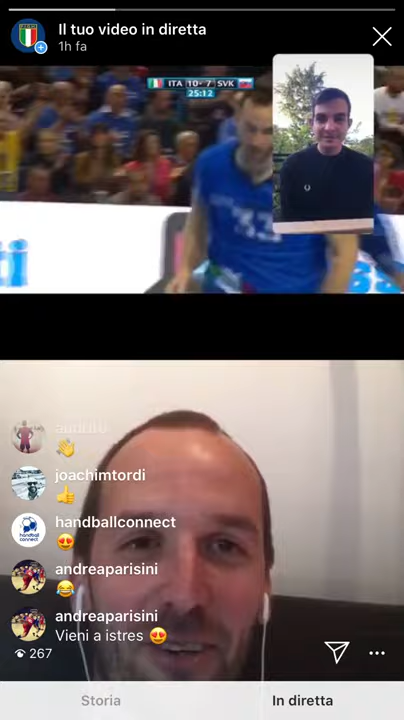 Il tuo video in diretta
1h fa
ITA 10-7 SVK
25:12
33
joachimtordi
👍
handballconnect
😍
andreaparisini
😂
andreaparisini
Vieni a istres 😍
267
Storia
In diretta